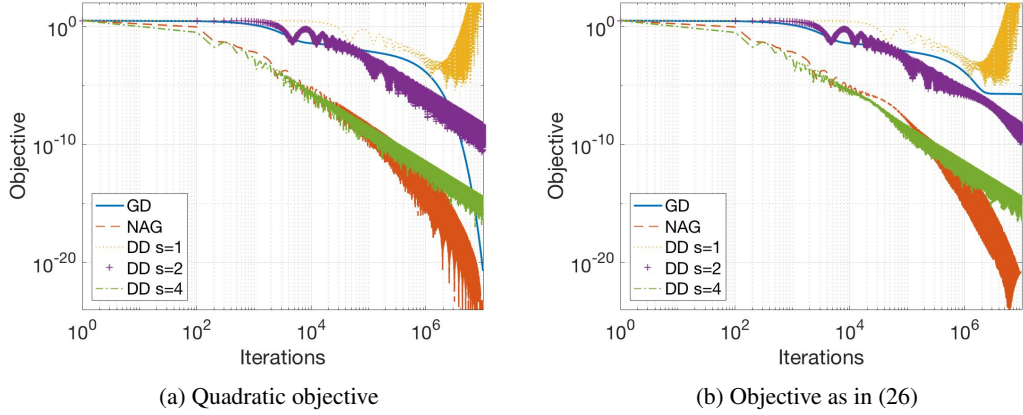 10^0
10^-10
10^-20
Objective
GD
NAG
DD s=1
DD s=2
DD s=4
10^0
10^2
10^4
10^6
Iterations
(a) Quadratic objective
10^0
10^-10
10^-20
Objective
GD
NAG
DD s=1
DD s=2
DD s=4
10^0
10^2
10^4
10^6
Iterations
(b) Objective as in (26)